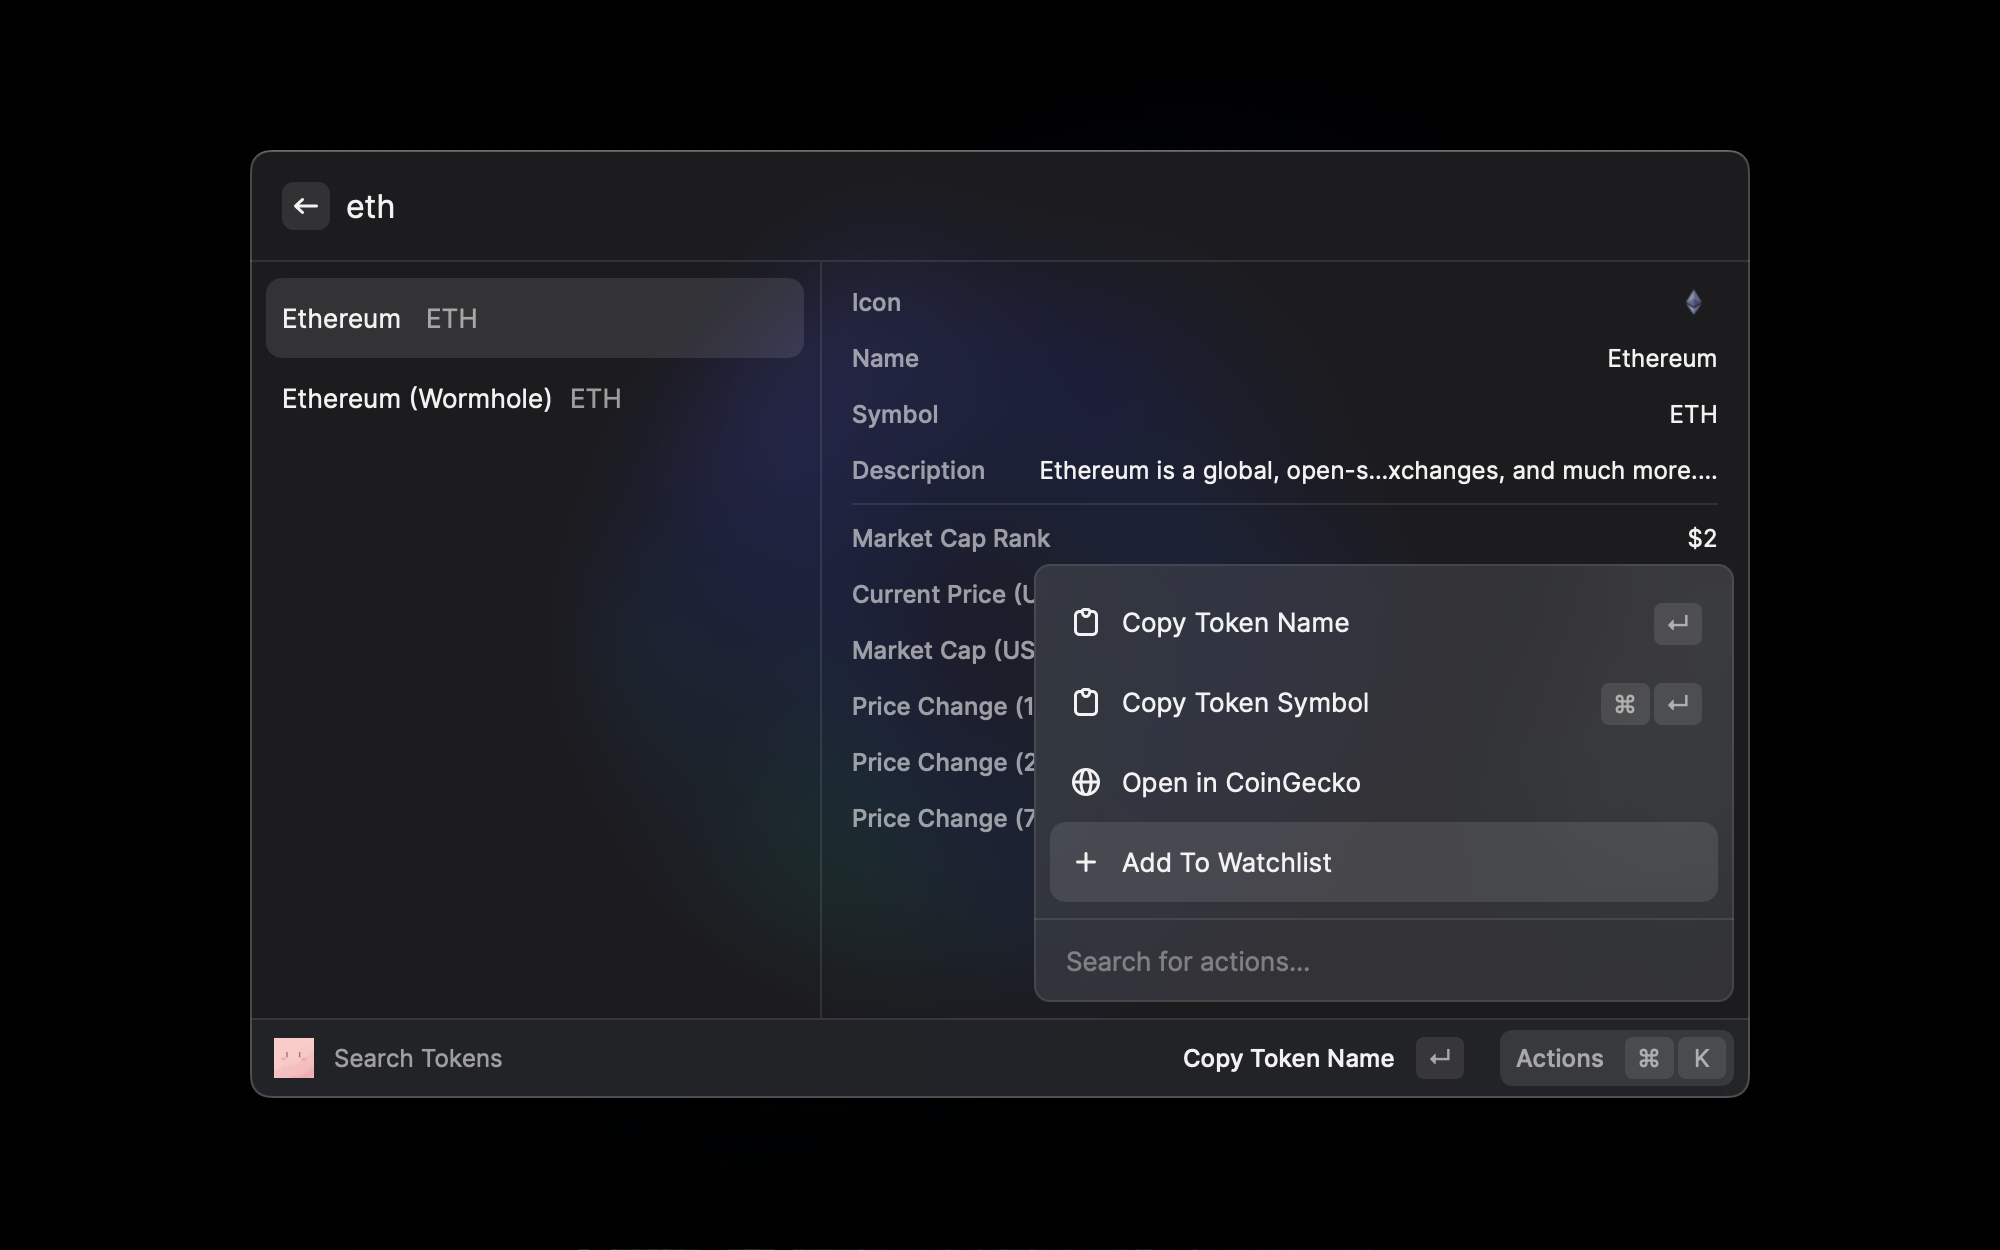 eth
Ethereum ETH
Ethereum (Wormhole) ETH
Icon
Name Ethereum
Symbol ETH
Description Ethereum is a global, open-s...xchanges, and much more....
Market Cap Rank $2
Current Price (U
Market Cap (US
Price Change (1
Price Change (2
Price Change (7
Copy Token Name ↵
Copy Token Symbol ⌘ ↵
Open in CoinGecko
Add To Watchlist
Search for actions...
Search Tokens
Copy Token Name ↵
Actions ⌘ K